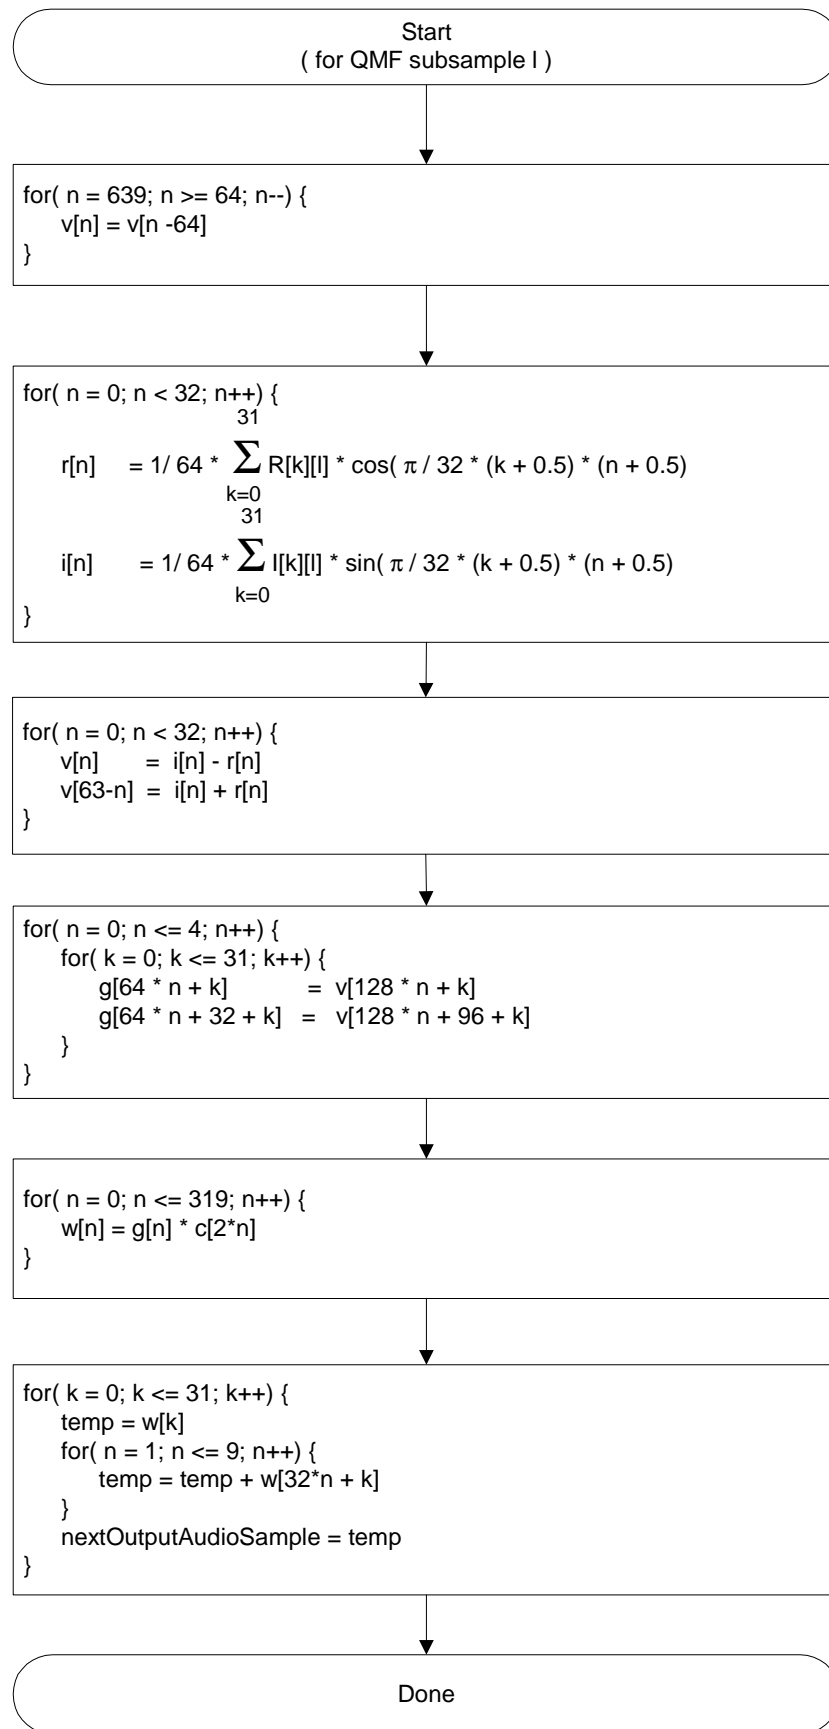 Start
( for QMF subsample l )
for( n = 639; n >= 64; n--) {
v[n] = v[n -64]
}
for( n = 0; n < 32; n++) {
31
r[n] = 1/ 64 * Σ R[k][l] * cos( π / 32 * (k + 0.5) * (n + 0.5)
k=0
31
i[n] = 1/ 64 * Σ I[k][l] * sin( π / 32 * (k + 0.5) * (n + 0.5)
k=0
}
for( n = 0; n < 32; n++) {
v[n] = i[n] - r[n]
v[63-n] = i[n] + r[n]
}
for( n = 0; n <= 4; n++) {
for( k = 0; k <= 31; k++) {
g[64 * n + k] = v[128 * n + k]
g[64 * n + 32 + k] = v[128 * n + 96 + k]
}
}
for( n = 0; n <= 319; n++) {
w[n] = g[n] * c[2*n]
}
for( k = 0; k <= 31; k++) {
temp = w[k]
for( n = 1; n <= 9; n++) {
temp = temp + w[32*n + k]
}
nextOutputAudioSample = temp
}
Done